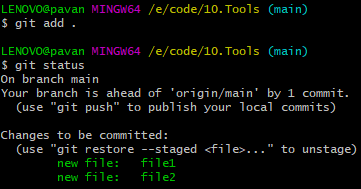 LENOVO@pavan MINGW64 /e/code/10.Tools (main)
$ git add .
LENOVO@pavan MINGW64 /e/code/10.Tools (main)
$ git status
On branch main
Your branch is ahead of 'origin/main' by 1 commit.
  (use "git push" to publish your local commits)
Changes to be committed:
  (use "git restore --staged <file>..." to unstage)
        new file:   file1
        new file:   file2